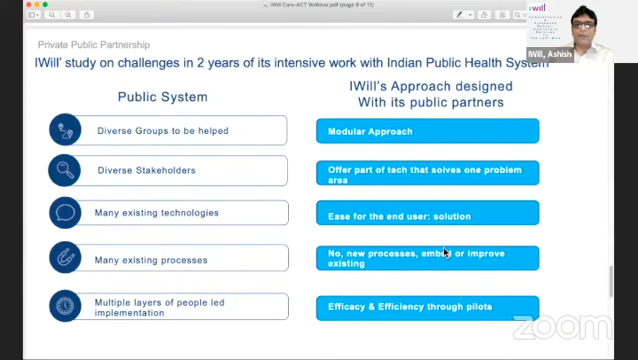 IWill Care-ACT Webinar.pdf (page 9 of 11)
Private Public Partnership
IWill' study on challenges in 2 years of its intensive work with Indian Public Health System
Public System
IWill's Approach designed
With its public partners
Diverse Groups to be helped
Modular Approach
Diverse Stakeholders
Offer part of tech that solves one problem
area
Many existing technologies
Ease for the end user: solution
Many existing processes
No, new processes, embed or improve
existing
Multiple layers of people led
implementation
Efficacy & Efficiency through pilots
IWill
IWill, Ashish
zoom